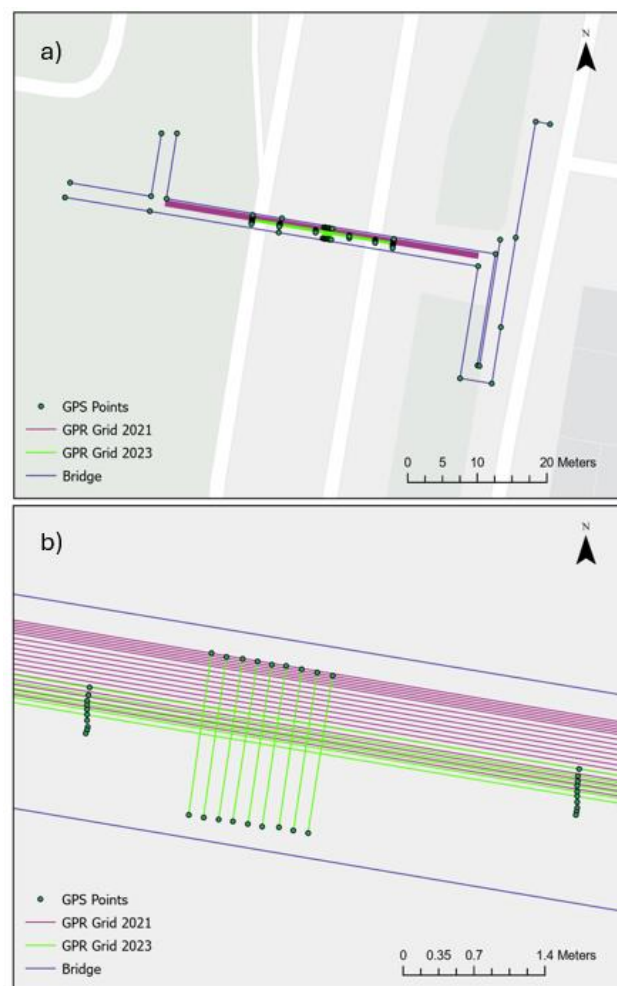 a)
N
GPS Points
GPR Grid 2021
GPR Grid 2023
Bridge
0 5 10 20 Meters
b)
N
GPS Points
GPR Grid 2021
GPR Grid 2023
Bridge
0 0.35 0.7 1.4 Meters